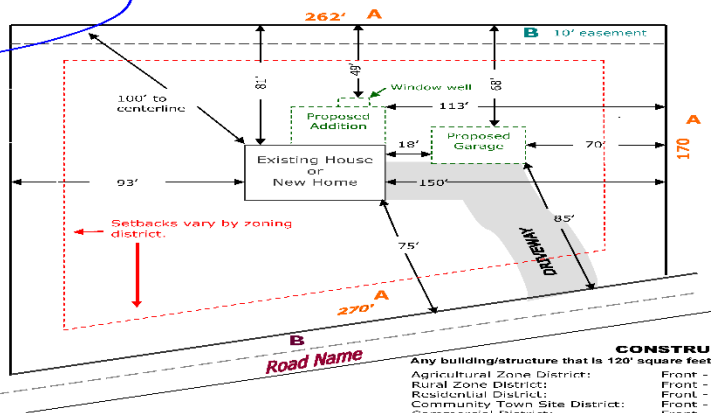 262' A
B 10' easement
81'
49'
68'
Window well
100' to
centerline
113'
Proposed
Addition
A
170
Proposed
Garage
18'
70'
Existing House
or
New Home
93'
150'
Setbacks vary by zoning
district.
85'
75'
DRIVEWAY
A
270'
B
Road Name
CONSTRU
Any building/structure that is 120' square feet
Agricultural Zone District: Front -
Rural Zone District: Front -
Residential District: Front -
Community Town Site District: Front -